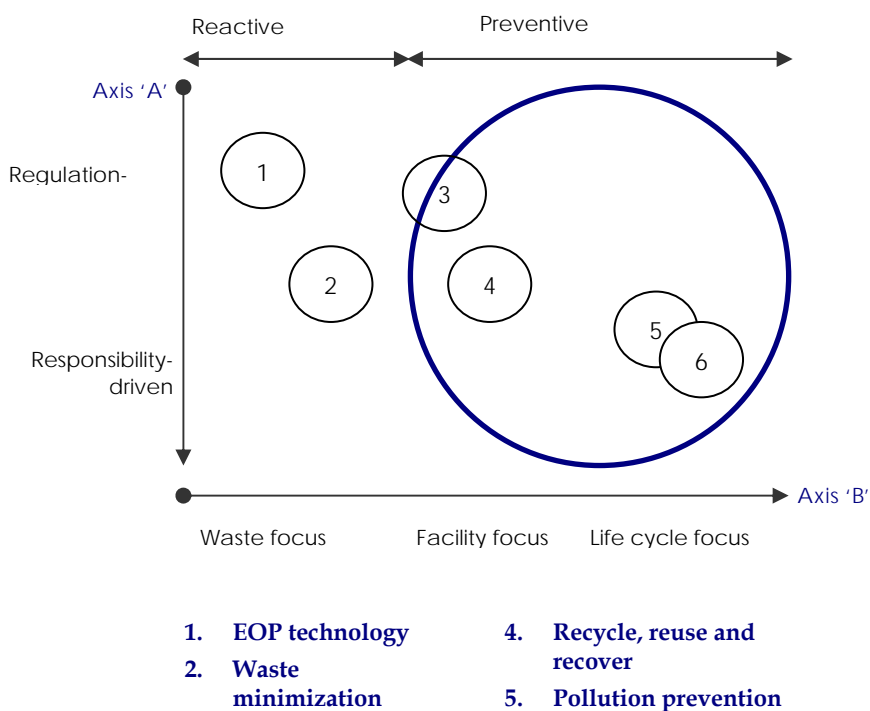 Reactive
Preventive
Axis ‘A’
Regulation-
1
3
2
4
5
6
Responsibility-
driven
Axis ‘B’
Waste focus
Facility focus
Life cycle focus
1. EOP technology
2. Waste
minimization
4. Recycle, reuse and
recover
5. Pollution prevention